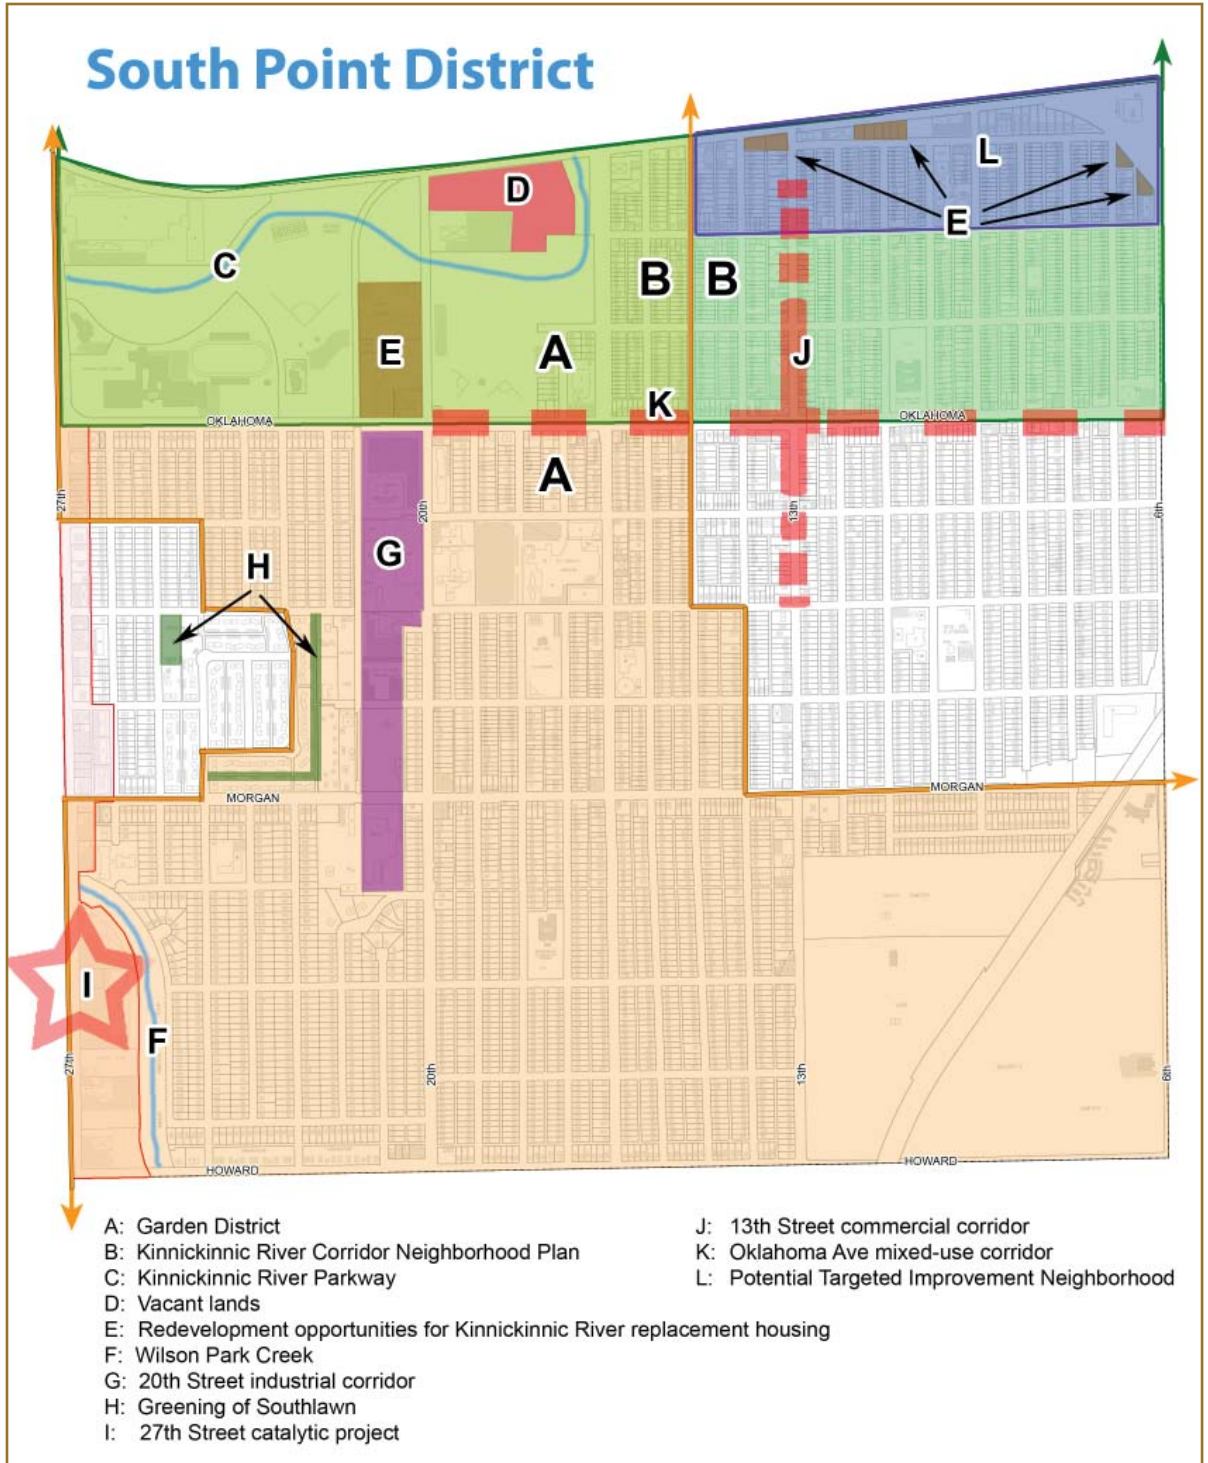 South Point District
L
D
E
C
B
B
E
A
J
K
OKLAHOMA
OKLAHOMA
A
27th
20th
13th
6th
G
H
MORGAN
MORGAN
I
F
27th
20th
13th
6th
HOWARD
HOWARD
A: Garden District
B: Kinnickinnic River Corridor Neighborhood Plan
C: Kinnickinnic River Parkway
D: Vacant lands
E: Redevelopment opportunities for Kinnickinnic River replacement housing
F: Wilson Park Creek
G: 20th Street industrial corridor
H: Greening of Southlawn
I: 27th Street catalytic project
J: 13th Street commercial corridor
K: Oklahoma Ave mixed-use corridor
L: Potential Targeted Improvement Neighborhood